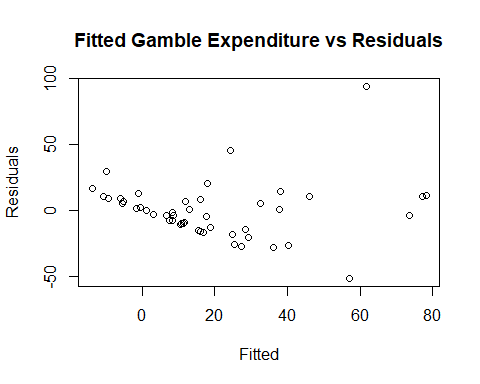 Fitted Gamble Expenditure vs Residuals
100
50
0
-50
Residuals
0 20 40 60 80
Fitted